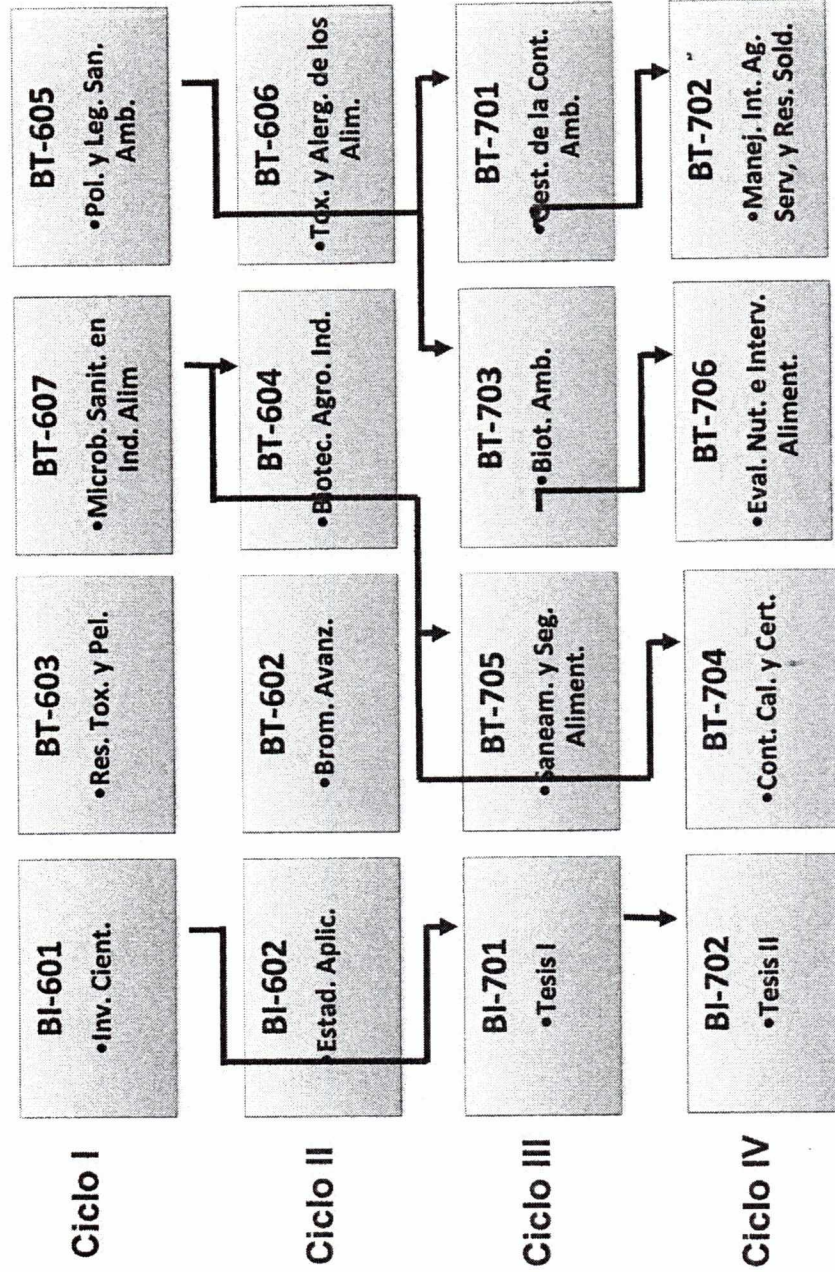 Ciclo I
BI-601
•Inv. Cient.
BT-603
•Res. Tox. y Pel.
BT-607
•Microb. Sanit. en
Ind. Alim
BT-605
•Pol. y Leg. San.
Amb.
Ciclo II
BI-602
•Estad. Aplic.
BT-602
•Brom. Avanz.
BT-604
•Biotec. Agro. Ind.
BT-606
•Tox. y Alerg. de los
Alim.
Ciclo III
BI-701
•Tesis I
BT-705
•Saneam. y Seg.
Aliment.
BT-703
•Biot. Amb.
BT-701
•Gest. de la Cont.
Amb.
Ciclo IV
BI-702
•Tesis II
BT-704
•Cont. Cal. y Cert.
BT-706
•Eval. Nut. e Interv.
Aliment.
BT-702
•Manej. Int. Ag.
Serv, y Res. Sold.